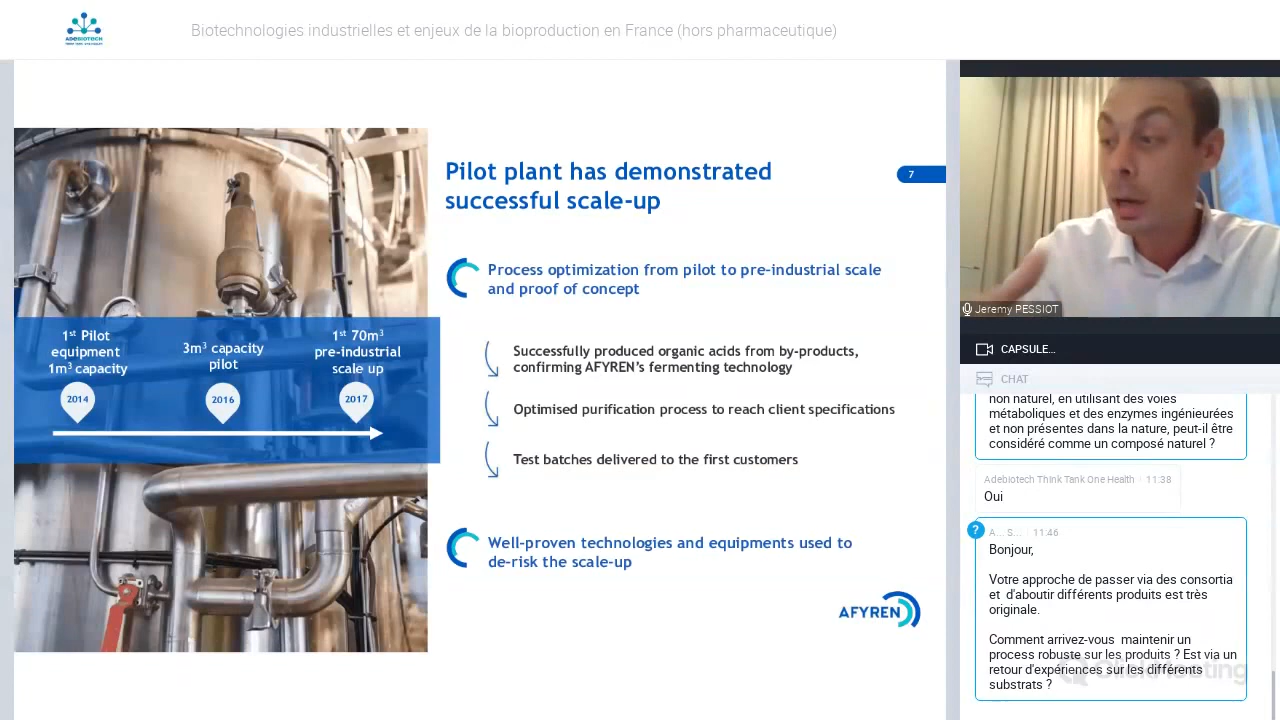 ADEBIOTECH
Biotechnologies industrielles et enjeux de la bioproduction en France (hors pharmaceutique)
Pilot plant has demonstrated
successful scale-up
7
Process optimization from pilot to pre-industrial scale
and proof of concept
1st Pilot
equipment
1m3 capacity
3m3 capacity
pilot
1st 70m3
pre-industrial
scale up
2014
2016
2017
Successfully produced organic acids from by-products,
confirming AFYREN's fermenting technology
Optimised purification process to reach client specifications
Test batches delivered to the first customers
Well-proven technologies and equipments used to
de-risk the scale-up
AFYREN
Jeremy PESSIOT
CAPSULE...
CHAT
non naturel, en utilisant des voies
métaboliques et des enzymes ingénieurées
et non présentes dans la nature, peut-il être
considéré comme un composé naturel ?
Adebiotech Think Tank One Health 11:38
Oui
?
A... S... 11:46
Bonjour,
Votre approche de passer via des consortia
et d'aboutir différents produits est très
originale.
Comment arrivez-vous maintenir un
process robuste sur les produits ? Est via un
retour d'expériences sur les différents
substrats ?
ClickMeeting